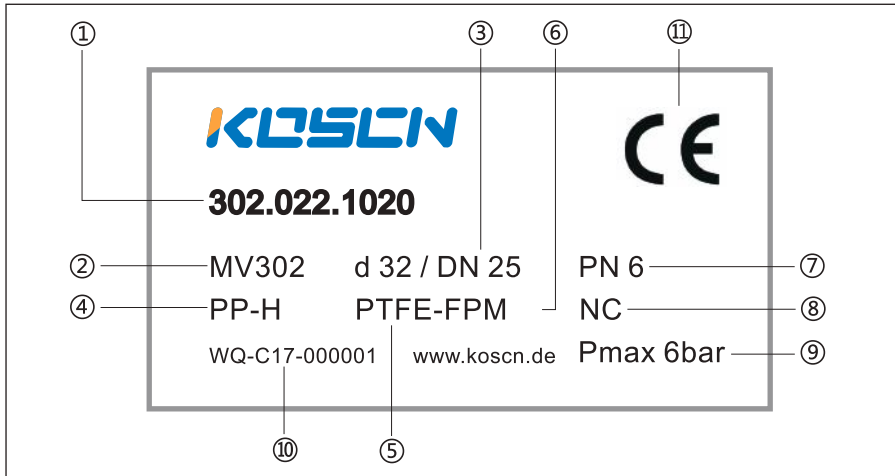 ① ③ ⑥ ⑪
KOSCN
CE
302.022.1020
② MV302 d 32 / DN 25 PN 6 ⑦
④ PP-H PTFE-FPM NC ⑧
WQ-C17-000001 www.koscn.de Pmax 6bar ⑨
⑩ ⑤